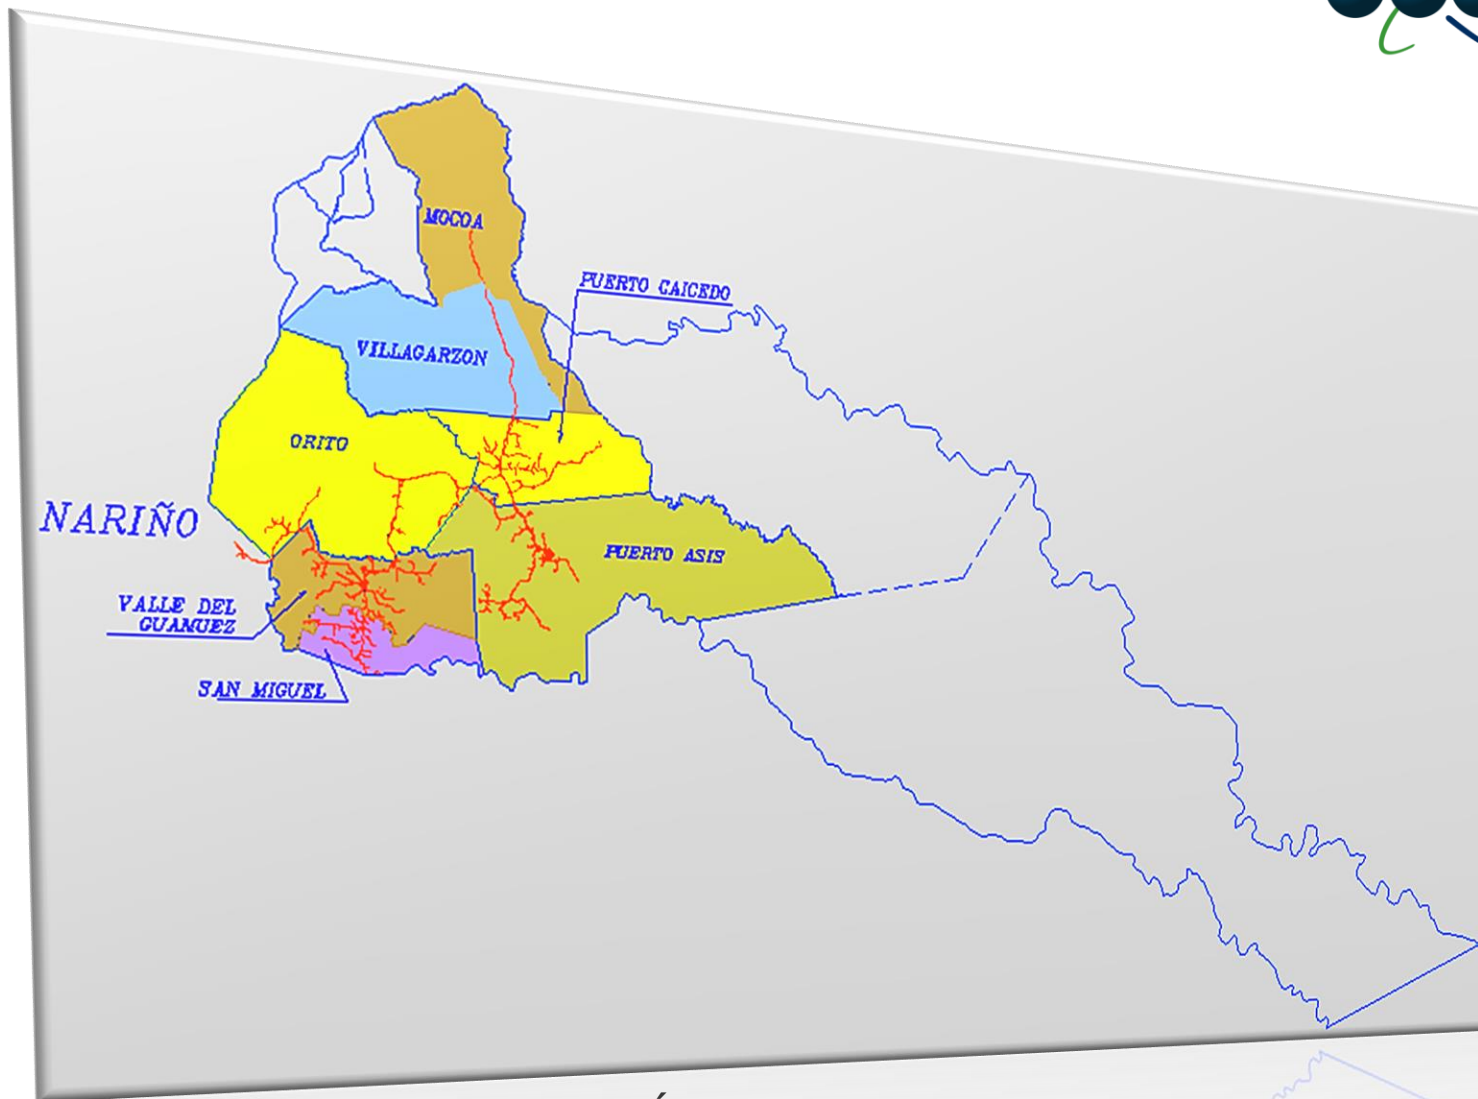 MOCOA
PUERTO CAICEDO
VILLAGARZON
ORITO
NARIÑO
PUERTO ASIS
VALLE DEL
GUAMUEZ
SAN MIGUEL